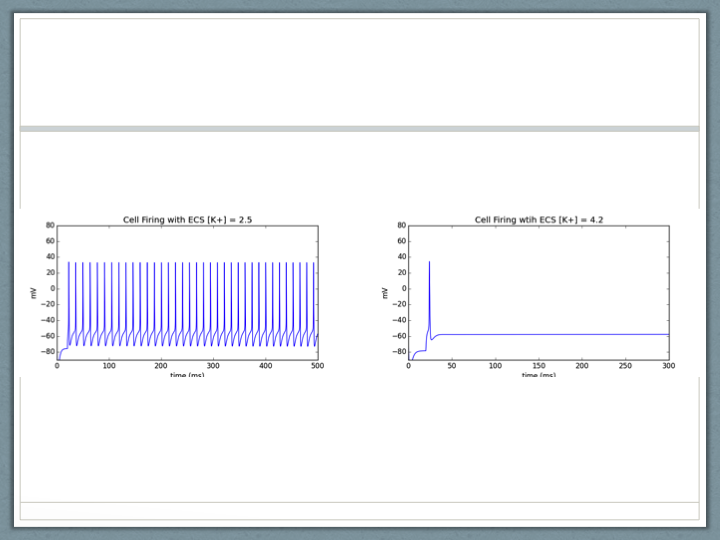 Cell Firing with ECS [K+] = 2.5
80
60
40
20
0
−20
−40
−60
−80
mV
0 100 200 300 400 500
time (ms)
Cell Firing wtih ECS [K+] = 4.2
80
60
40
20
0
−20
−40
−60
−80
mV
0 50 100 150 200 250 300
time (ms)